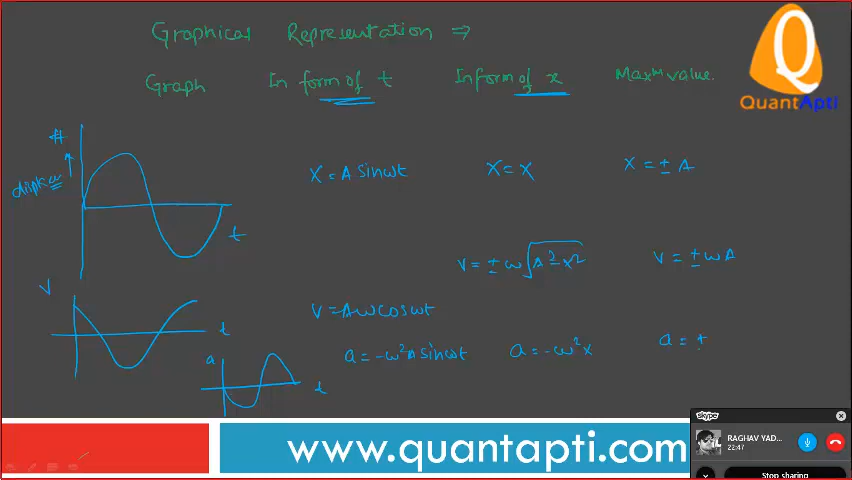 Graphical Representation ⇒
Graph In form of t In form of x Maxᵐ value.
QuantApti
#
x = A sinωt x = x x = ± A
t
v = ± ω√(A² - x²) v = ± ωA
V
v = Aω cosωt
t
a = -ω²A sinωt a = -ω²x a = ±
a
t
www.quantapti.com
skype
RAGHAV YAD...
22:47
Stop sharing